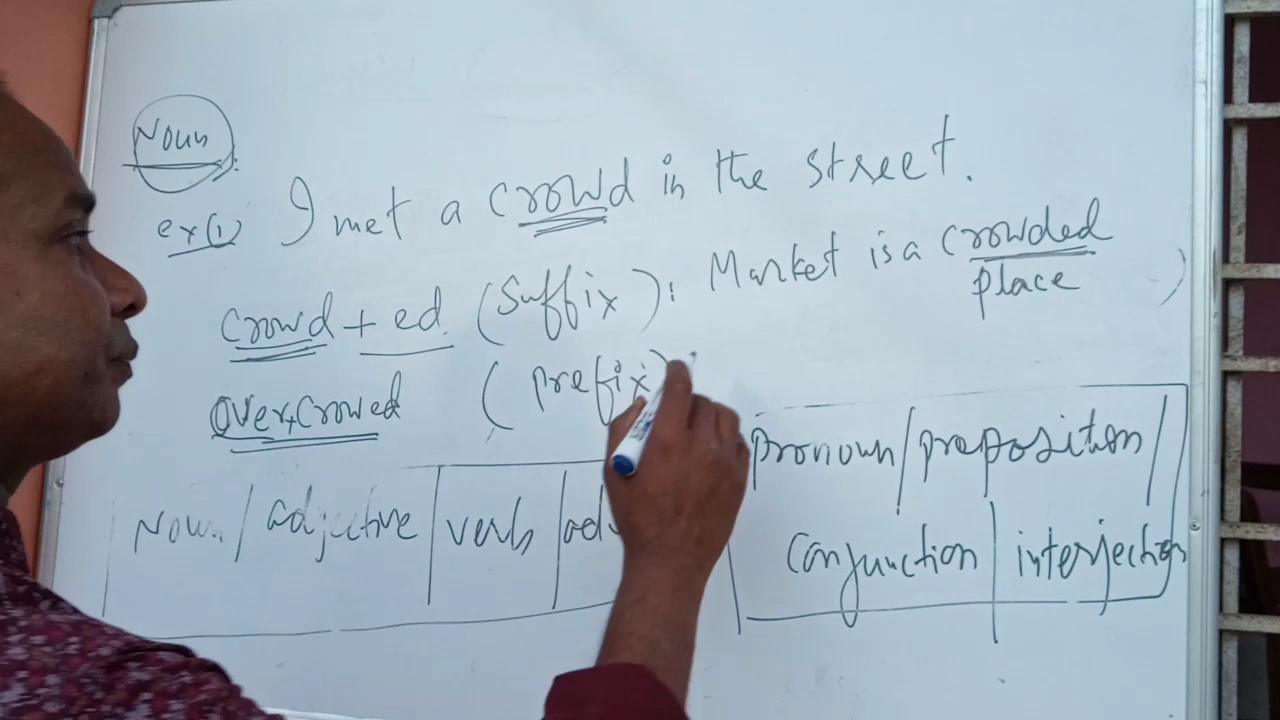 Noun
ex(1) I met a crowd in the street.
crowd + ed (suffix): Market is a crowded
place
over+crowed (prefix)
Noun / adjective | verb | adv
pronoun / preposition /
conjunction | interjection